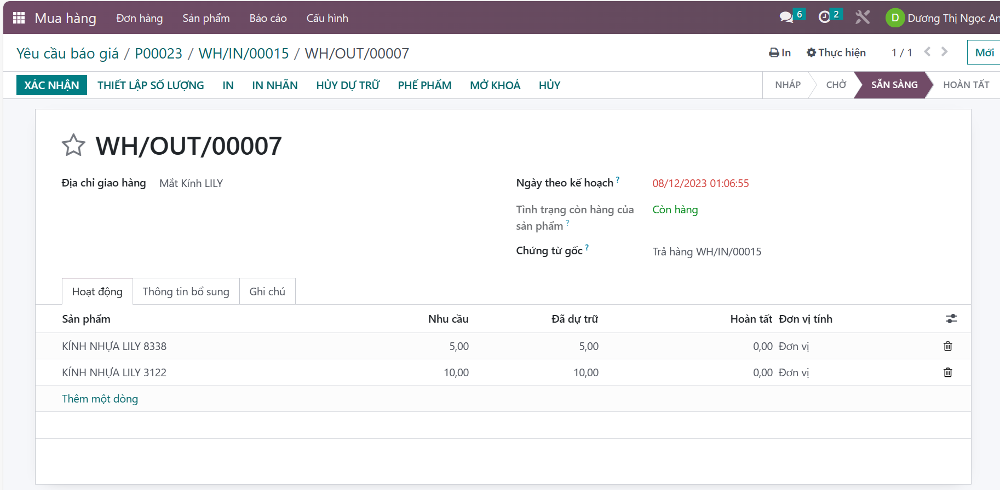 Mua hàng Đơn hàng Sản phẩm Báo cáo Cấu hình 6 2 D Dương Thị Ngọc An
Yêu cầu báo giá / P00023 / WH/IN/00015 / WH/OUT/00007 In Thực hiện 1 / 1 Mới
XÁC NHẬN THIẾT LẬP SỐ LƯỢNG IN IN NHÃN HỦY DỰ TRỮ PHẾ PHẨM MỞ KHOÁ HỦY NHÁP CHỜ SẴN SÀNG HOÀN TẤT
WH/OUT/00007
Địa chỉ giao hàng Mắt Kính LILY Ngày theo kế hoạch ? 08/12/2023 01:06:55
Tình trạng còn hàng của Còn hàng
sản phẩm ?
Chứng từ gốc ? Trả hàng WH/IN/00015
Hoạt động Thông tin bổ sung Ghi chú
Sản phẩm Nhu cầu Đã dự trữ Hoàn tất Đơn vị tính
KÍNH NHỰA LILY 8338 5,00 5,00 0,00 Đơn vị
KÍNH NHỰA LILY 3122 10,00 10,00 0,00 Đơn vị
Thêm một dòng